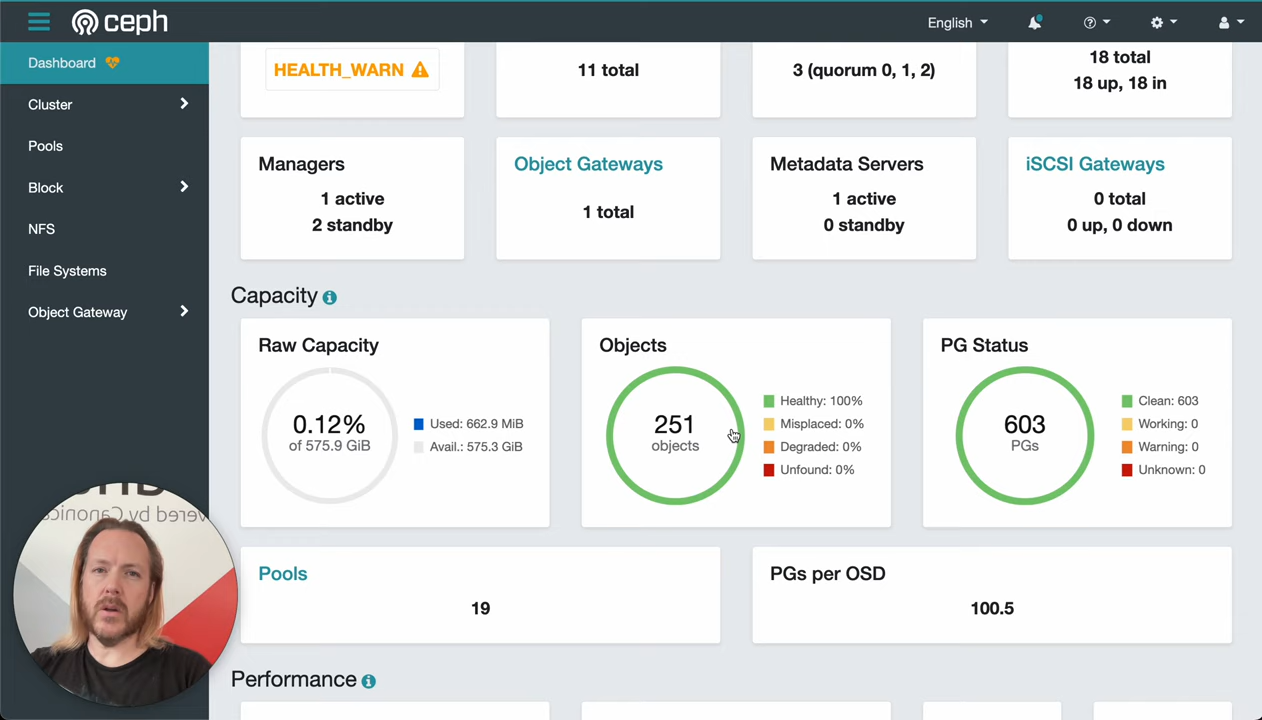 ceph
English
Dashboard
Cluster
Pools
Block
NFS
File Systems
Object Gateway
HEALTH_WARN
11 total
3 (quorum 0, 1, 2)
18 total
18 up, 18 in
Managers
1 active
2 standby
Object Gateways
1 total
Metadata Servers
1 active
0 standby
iSCSI Gateways
0 total
0 up, 0 down
Capacity
Raw Capacity
0.12%
of 575.9 GiB
Used: 662.9 MiB
Avail.: 575.3 GiB
Objects
251
objects
Healthy: 100%
Misplaced: 0%
Degraded: 0%
Unfound: 0%
PG Status
603
PGs
Clean: 603
Working: 0
Warning: 0
Unknown: 0
Pools
19
PGs per OSD
100.5
Performance
vered by Canonica